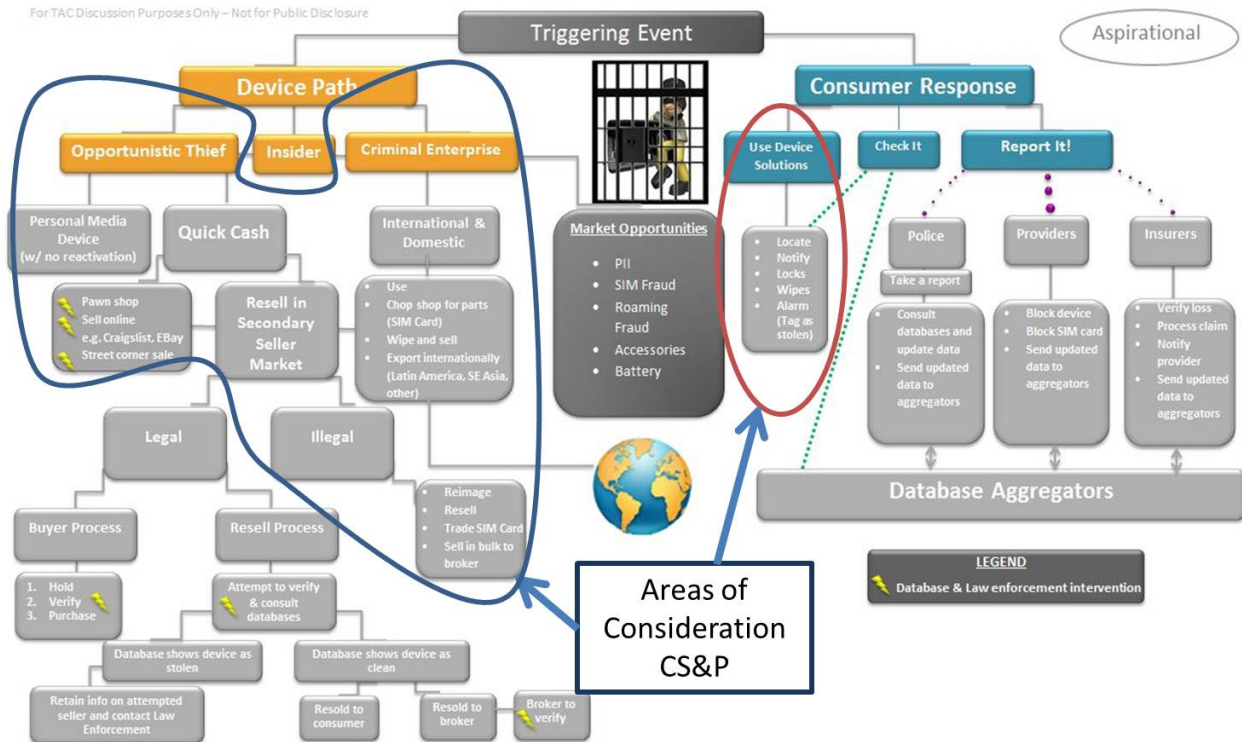 For TAC Discussion Purposes Only – Not for Public Disclosure
Triggering Event
Aspirational
Device Path
Consumer Response
Opportunistic Thief
Insider
Criminal Enterprise
Use Device
Solutions
Check It
Report It!
Personal Media
Device
(w/ no reactivation)
Quick Cash
International &
Domestic
Market Opportunities
• PII
• SIM Fraud
• Roaming
Fraud
• Accessories
• Battery
• Locate
• Notify
• Locks
• Wipes
• Alarm
(Tag as
stolen)
Police
Providers
Insurers
Take a report
• Consult
databases and
update data
• Send updated
data to
aggregators
• Block device
• Block SIM card
• Send updated
data to
aggregators
• Verify loss
• Process claim
• Notify
provider
• Send updated
data to
aggregators
• Pawn shop
• Sell online
e.g. Craigslist, EBay
• Street corner sale
Resell in
Secondary
Seller
Market
• Use
• Chop shop for parts
(SIM Card)
• Wipe and sell
• Export internationally
(Latin America, SE Asia,
other)
Legal
Illegal
Database Aggregators
• Reimage
• Resell
• Trade SIM Card
• Sell in bulk to
broker
Buyer Process
Resell Process
1. Hold
2. Verify
3. Purchase
Attempt to verify
& consult
databases
Areas of
Consideration
CS&P
LEGEND
Database & Law enforcement intervention
Database shows device as
stolen
Database shows device as
clean
Retain info on attempted
seller and contact Law
Enforcement
Resold to
consumer
Resold to
broker
Broker to
verify